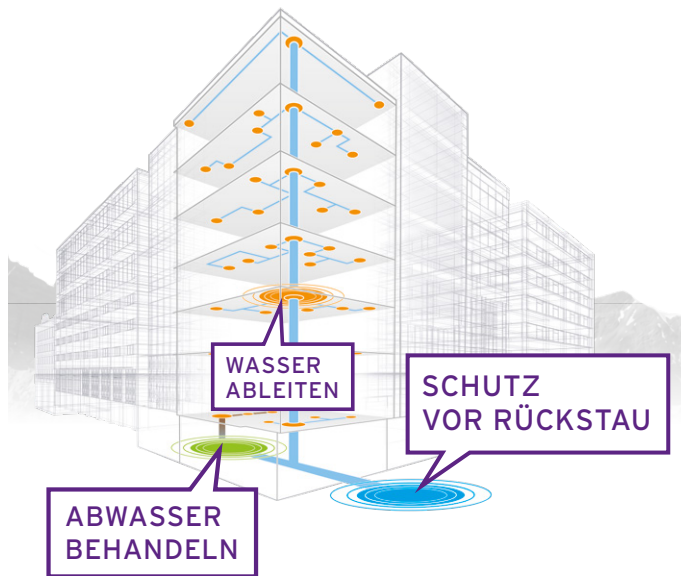 WASSER
ABLEITEN
SCHUTZ
VOR RÜCKSTAU
ABWASSER
BEHANDELN